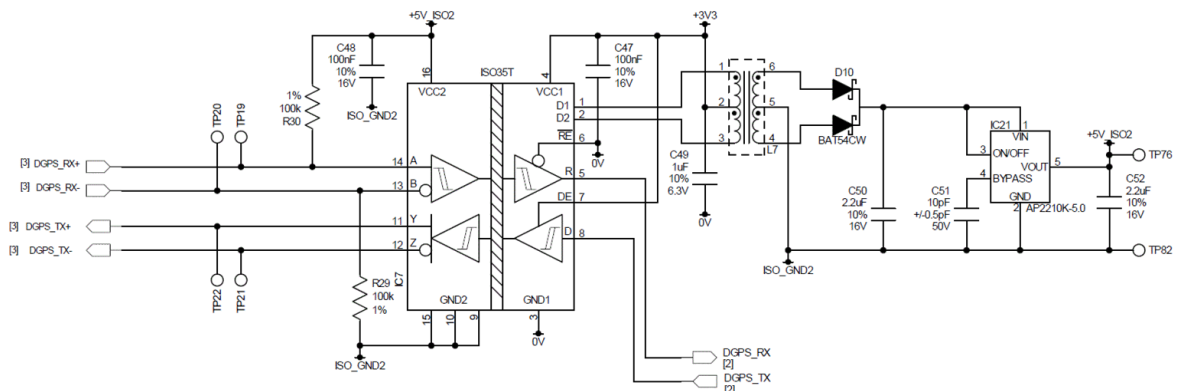 +5V_ISO2
+3V3
C48
100nF
10%
16V
ISO_GND2
16
VCC2
ISO35T
4
VCC1
C47
100nF
10%
16V
0V
1%
100k
R30
TP20
TP19
D1
1
D2
2
RE
6
1
2
3
6
5
4
L7
D10
BAT54CW
[3] DGPS_RX+
14
A
[3] DGPS_RX-
13
B
[3] DGPS_TX+
11
Y
[3] DGPS_TX-
12
Z
R
5
DE
7
D
8
C49
1uF
10%
6.3V
0V
C50
2.2uF
10%
16V
C51
10pF
+/-0.5pF
50V
IC21
1
VIN
3
ON/OFF
VOUT
5
4
BYPASS
GND
2
AP2210K-5.0
+5V_ISO2
TP76
C52
2.2uF
10%
16V
TP82
ISO_GND2
TP22
TP21
R29
100k
1%
IC7
GND2
GND1
15
10
9
3
0V
ISO_GND2
DGPS_RX
[2]
DGPS_TX
[2]